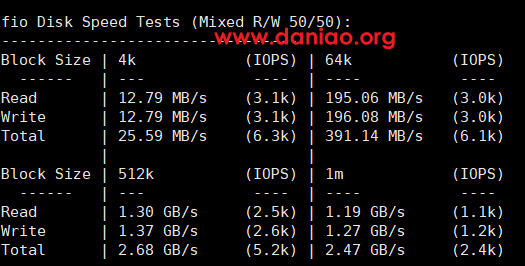 fio Disk Speed Tests (Mixed R/W 50/50):
---------------------------------
www.daniao.org
Block Size | 4k            (IOPS) | 64k           (IOPS)
  ------   | ---            ----  | ----           ----
Read       | 12.79 MB/s    (3.1k) | 195.06 MB/s   (3.0k)
Write      | 12.79 MB/s    (3.1k) | 196.08 MB/s   (3.0k)
Total      | 25.59 MB/s    (6.3k) | 391.14 MB/s   (6.1k)
           |                      |
Block Size | 512k          (IOPS) | 1m            (IOPS)
  ------   | ---            ----  | ---            ----
Read       | 1.30 GB/s     (2.5k) | 1.19 GB/s     (1.1k)
Write      | 1.37 GB/s     (2.6k) | 1.27 GB/s     (1.2k)
Total      | 2.68 GB/s     (5.2k) | 2.47 GB/s     (2.4k)